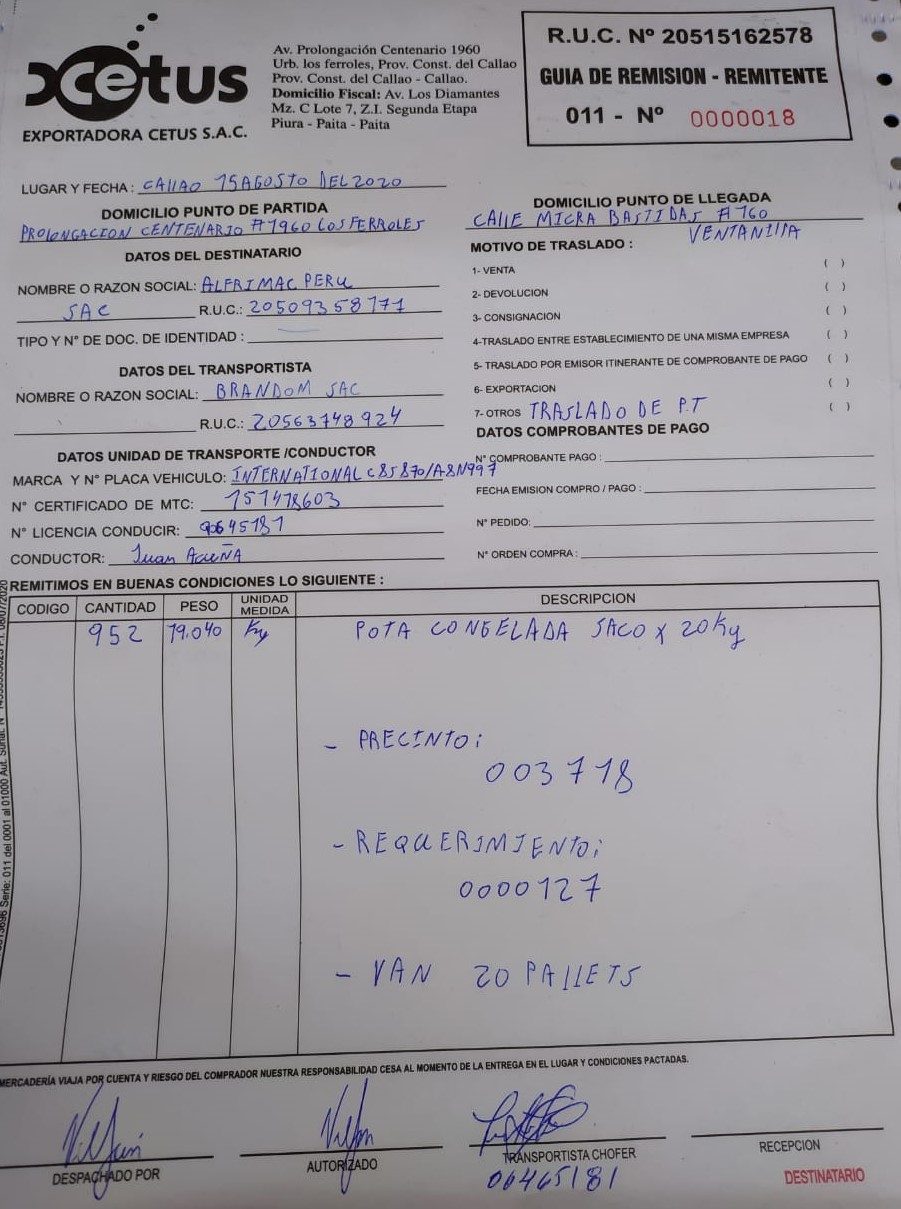 Cetus
EXPORTADORA CETUS S.A.C.
Av. Prolongación Centenario 1960
Urb. los ferroles, Prov. Const. del Callao
Prov. Const. del Callao - Callao.
Domicilio Fiscal: Av. Los Diamantes
Mz. C Lote 7, Z.I. Segunda Etapa
Piura - Paita - Paita
R.U.C. Nº 20515162578
GUIA DE REMISION - REMITENTE
011 - Nº 0000018
LUGAR Y FECHA : CALLAO 15 AGOSTO DEL 2020
DOMICILIO PUNTO DE PARTIDA
PROLONGACION CENTENARIO #1960 LOS FERROLES
DOMICILIO PUNTO DE LLEGADA
CALLE MICRA BASTIDAS #160
VENTANILLA
DATOS DEL DESTINATARIO
NOMBRE O RAZON SOCIAL: ALFRIMAC PERU
SAC R.U.C.: 20509358771
TIPO Y Nº DE DOC. DE IDENTIDAD :
MOTIVO DE TRASLADO :
1- VENTA ( )
2- DEVOLUCION ( )
3- CONSIGNACION ( )
4-TRASLADO ENTRE ESTABLECIMIENTO DE UNA MISMA EMPRESA ( )
5- TRASLADO POR EMISOR ITINERANTE DE COMPROBANTE DE PAGO ( )
6- EXPORTACION ( )
7- OTROS TRASLADO DE P.T ( )
DATOS DEL TRANSPORTISTA
NOMBRE O RAZON SOCIAL: BRANDOM SAC
R.U.C.: 20563748924
DATOS UNIDAD DE TRANSPORTE /CONDUCTOR
MARCA Y Nº PLACA VEHICULO: INTERNATIONAL C85870/A8N997
Nº CERTIFICADO DE MTC: 151478603
Nº LICENCIA CONDUCIR:
CONDUCTOR: Juan ACUÑA
DATOS COMPROBANTES DE PAGO
Nº COMPROBANTE PAGO :
FECHA EMISION COMPRO / PAGO :
Nº PEDIDO:
Nº ORDEN COMPRA :
REMITIMOS EN BUENAS CONDICIONES LO SIGUIENTE :
CODIGO CANTIDAD PESO UNIDAD MEDIDA DESCRIPCION
952 19.040 Kg POTA CONGELADA SACO x 20Kg
- PRECINTO:
003718
- REQUERIMIENTO:
0000127
- VAN 20 PALLETS
Serie: 011 del 0001 al 01000 Aut. Sunat. Nº
MERCADERÍA VIAJA POR CUENTA Y RIESGO DEL COMPRADOR NUESTRA RESPONSABILIDAD CESA AL MOMENTO DE LA ENTREGA EN EL LUGAR Y CONDICIONES PACTADAS.
DESPACHADO POR
AUTORIZADO
TRANSPORTISTA CHOFER
06465181
RECEPCION
DESTINATARIO